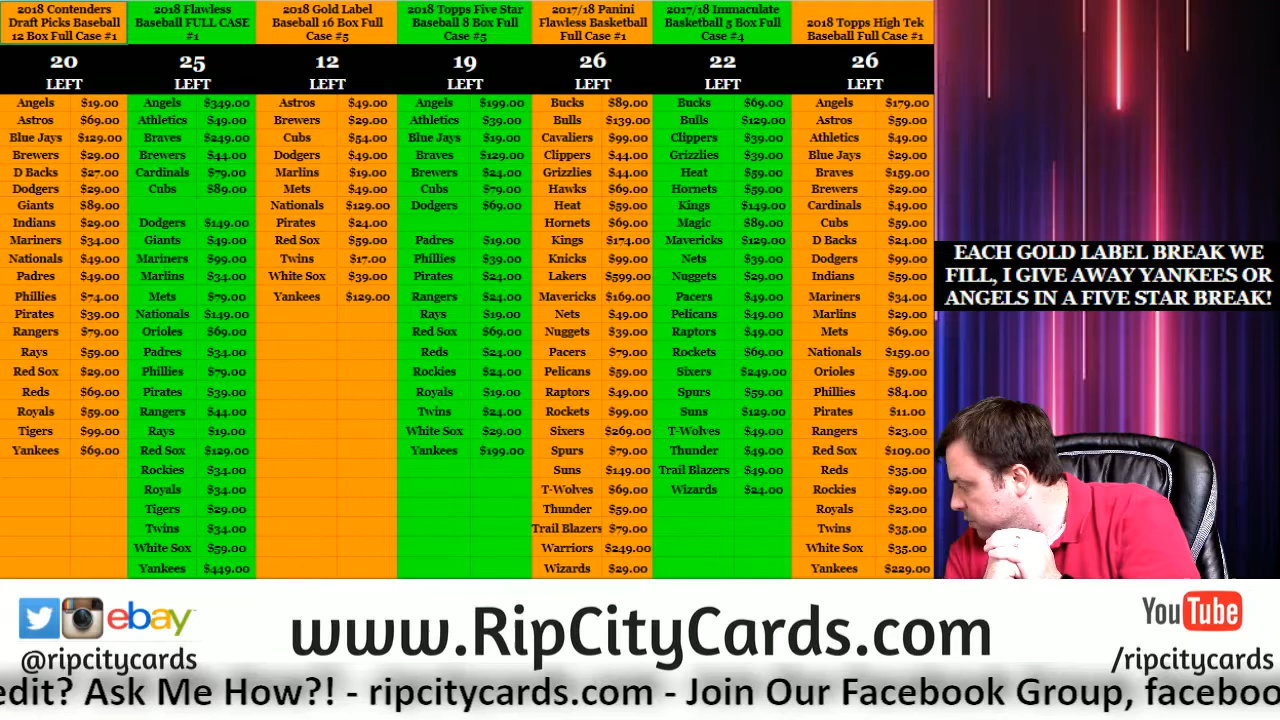 2018 Contenders Draft Picks Baseball 12 Box Full Case #1
20
LEFT
Angels $19.00
Astros $69.00
Blue Jays $129.00
Brewers $29.00
D Backs $27.00
Dodgers $29.00
Giants $89.00
Indians $29.00
Mariners $34.00
Nationals $49.00
Padres $49.00
Phillies $74.00
Pirates $39.00
Rangers $79.00
Rays $59.00
Red Sox $29.00
Reds $69.00
Royals $59.00
Tigers $99.00
Yankees $69.00
2018 Flawless Baseball FULL CASE #1
25
LEFT
Angels $349.00
Athletics $49.00
Braves $249.00
Brewers $44.00
Cardinals $79.00
Cubs $89.00
Dodgers $149.00
Giants $49.00
Mariners $99.00
Marlins $34.00
Mets $79.00
Nationals $149.00
Orioles $69.00
Padres $34.00
Phillies $79.00
Pirates $39.00
Rangers $44.00
Rays $19.00
Red Sox $129.00
Rockies $34.00
Royals $34.00
Tigers $29.00
Twins $34.00
White Sox $59.00
Yankees $449.00
2018 Gold Label Baseball 16 Box Full Case #5
12
LEFT
Astros $49.00
Brewers $29.00
Cubs $54.00
Dodgers $49.00
Marlins $19.00
Mets $49.00
Nationals $129.00
Pirates $24.00
Red Sox $59.00
Twins $17.00
White Sox $39.00
Yankees $129.00
2018 Topps Five Star Baseball 8 Box Full Case #5
19
LEFT
Angels $199.00
Athletics $39.00
Blue Jays $19.00
Braves $129.00
Brewers $24.00
Cubs $79.00
Dodgers $69.00
Padres $19.00
Phillies $39.00
Pirates $24.00
Rangers $24.00
Rays $19.00
Red Sox $69.00
Reds $24.00
Rockies $24.00
Royals $19.00
Twins $24.00
White Sox $29.00
Yankees $199.00
2017/18 Panini Flawless Basketball Full Case #1
26
LEFT
Bucks $89.00
Bulls $139.00
Cavaliers $99.00
Clippers $44.00
Grizzlies $44.00
Hawks $69.00
Heat $59.00
Hornets $69.00
Kings $174.00
Knicks $99.00
Lakers $599.00
Mavericks $169.00
Nets $49.00
Nuggets $39.00
Pacers $79.00
Pelicans $59.00
Raptors $49.00
Rockets $99.00
Sixers $269.00
Spurs $79.00
Suns $149.00
T-Wolves $69.00
Thunder $59.00
Trail Blazers $79.00
Warriors $249.00
Wizards $29.00
2017/18 Immaculate Basketball 5 Box Full Case #4
22
LEFT
Bucks $69.00
Bulls $129.00
Clippers $39.00
Grizzlies $39.00
Heat $59.00
Hornets $59.00
Kings $149.00
Magic $89.00
Mavericks $129.00
Nets $39.00
Nuggets $29.00
Pacers $49.00
Pelicans $49.00
Raptors $49.00
Rockets $69.00
Sixers $249.00
Spurs $59.00
Suns $129.00
T-Wolves $49.00
Thunder $49.00
Trail Blazers $49.00
Wizards $24.00
2018 Topps High Tek Baseball Full Case #1
26
LEFT
Angels $179.00
Astros $59.00
Athletics $49.00
Blue Jays $29.00
Braves $159.00
Brewers $29.00
Cardinals $49.00
Cubs $59.00
D Backs $24.00
Dodgers $99.00
Indians $59.00
Mariners $34.00
Marlins $29.00
Mets $69.00
Nationals $159.00
Orioles $59.00
Phillies $84.00
Pirates $11.00
Rangers $23.00
Red Sox $109.00
Reds $35.00
Rockies $29.00
Royals $23.00
Twins $35.00
White Sox $35.00
Yankees $229.00
EACH GOLD LABEL BREAK WE
FILL, I GIVE AWAY YANKEES OR
ANGELS IN A FIVE STAR BREAK!
ebay
@ripcitycards
www.RipCityCards.com
YouTube
/ripcitycards
edit? Ask Me How?! - ripcitycards.com - Join Our Facebook Group, faceboo